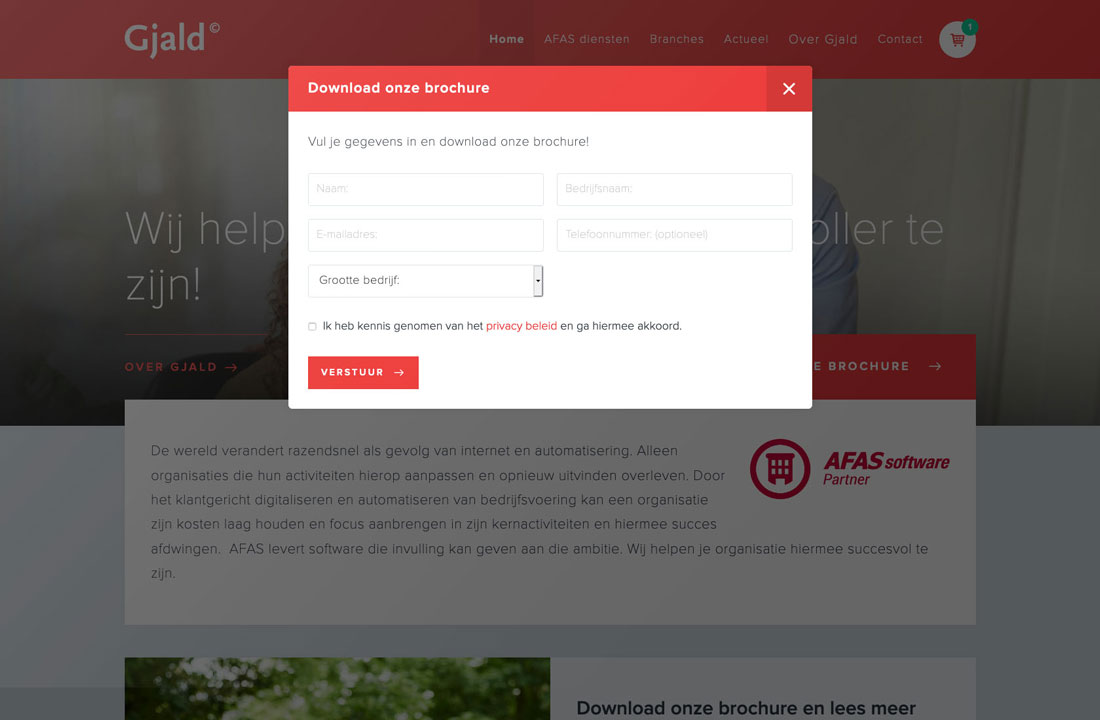 Gjald©
Home AFAS diensten Branches Actueel Over Gjald Contact 1
Download onze brochure
Vul je gegevens in en download onze brochure!
Naam: Bedrijfsnaam:
E-mailadres: Telefoonnummer: (optioneel)
Grootte bedrijf:
Ik heb kennis genomen van het privacy beleid en ga hiermee akkoord.
VERSTUUR →
Wij help
zijn!
te
OVER GJALD →
BROCHURE →
De wereld verandert razendsnel als gevolg van internet en automatisering. Alleen
organisaties die hun activiteiten hierop aanpassen en opnieuw uitvinden overleven. Door
het klantgericht digitaliseren en automatiseren van bedrijfsvoering kan een organisatie
zijn kosten laag houden en focus aanbrengen in zijn kernactiviteiten en hiermee succes
afdwingen. AFAS levert software die invulling kan geven aan die ambitie. Wij helpen je organisatie hiermee succesvol te
zijn.
AFAS software
Partner
Download onze brochure en lees meer